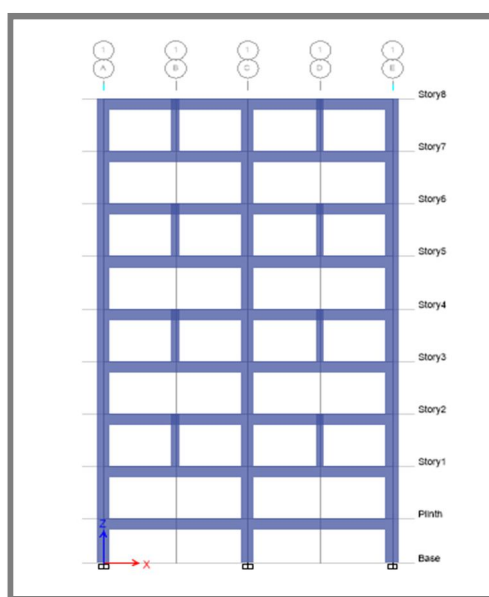 1 1 1 1 1
A B C D E
Story8
Story7
Story6
Story5
Story4
Story3
Story2
Story1
Plinth
Z
X
Base